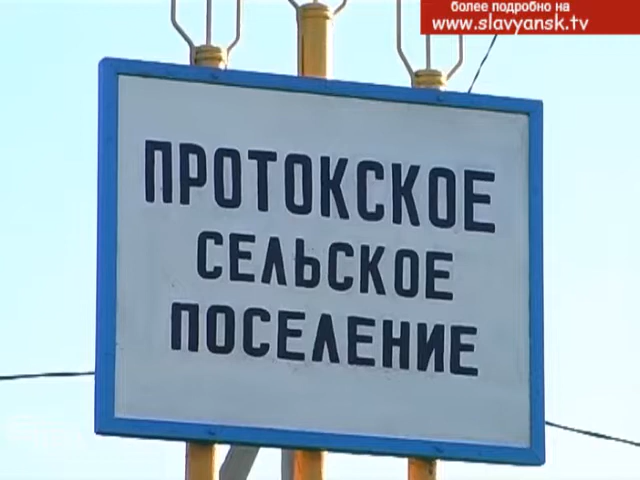 более подробно на
www.slavyansk.tv
ПРОТОКСКОЕ
СЕЛЬСКОЕ
ПОСЕЛЕНИЕ